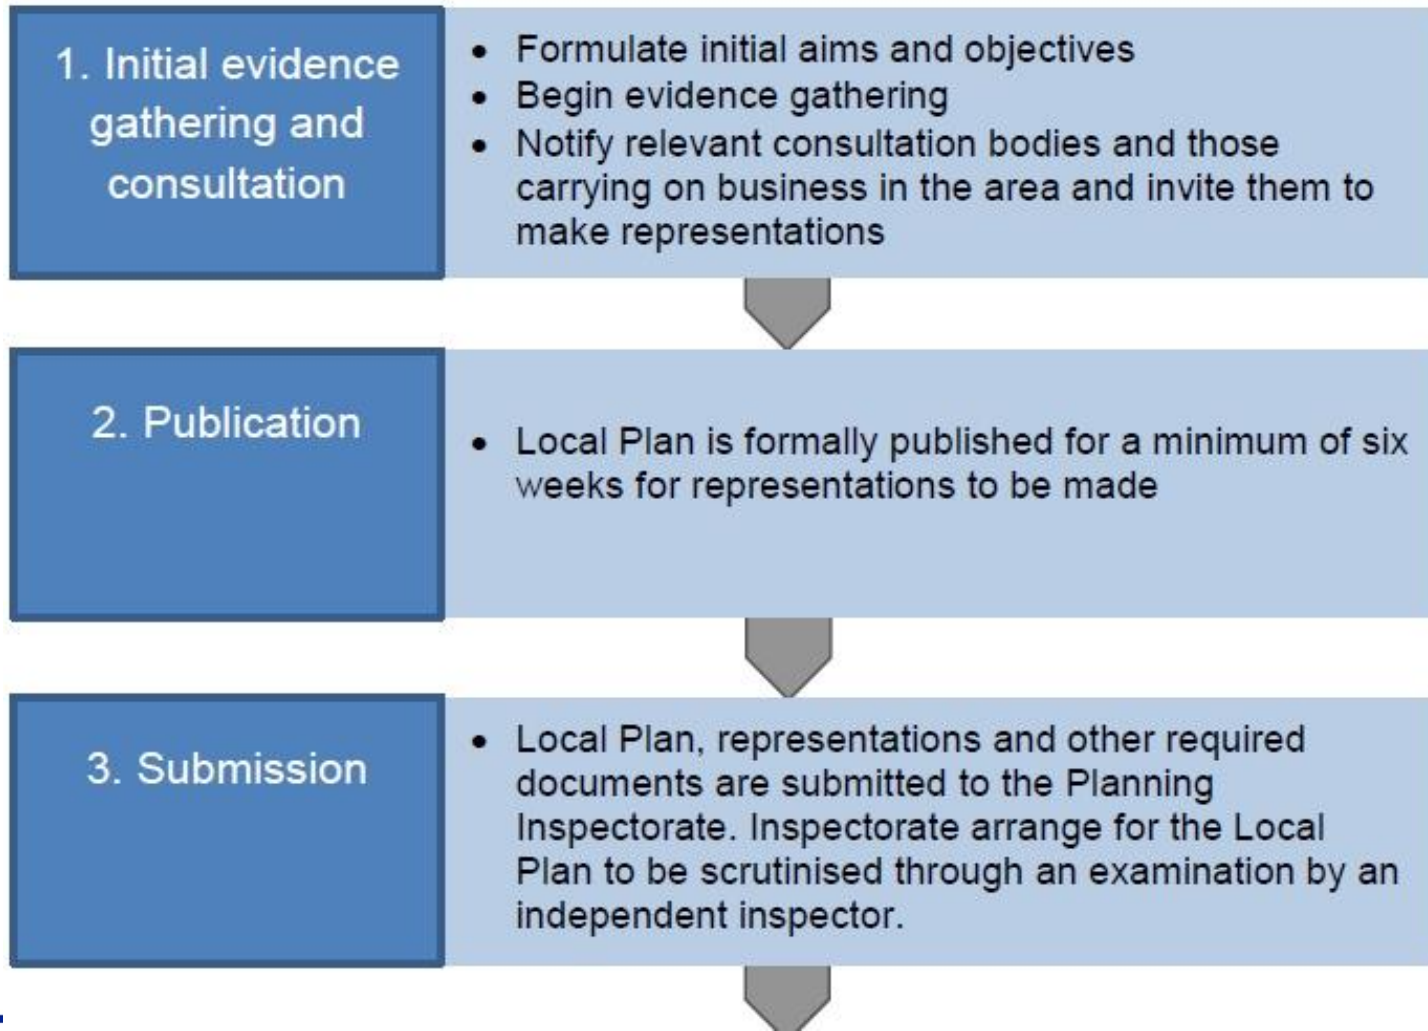 1. Initial evidence
gathering and
consultation
• Formulate initial aims and objectives
• Begin evidence gathering
• Notify relevant consultation bodies and those
carrying on business in the area and invite them to
make representations
2. Publication
• Local Plan is formally published for a minimum of six
weeks for representations to be made
3. Submission
• Local Plan, representations and other required
documents are submitted to the Planning
Inspectorate. Inspectorate arrange for the Local
Plan to be scrutinised through an examination by an
independent inspector.